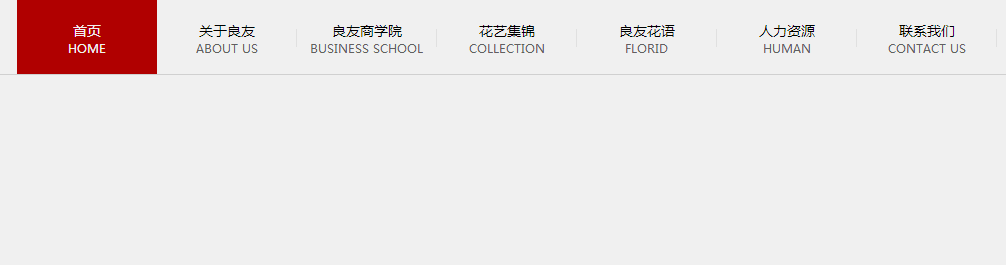 首页
HOME
关于良友
ABOUT US
良友商学院
BUSINESS SCHOOL
花艺集锦
COLLECTION
良友花语
FLORID
人力资源
HUMAN
联系我们
CONTACT US